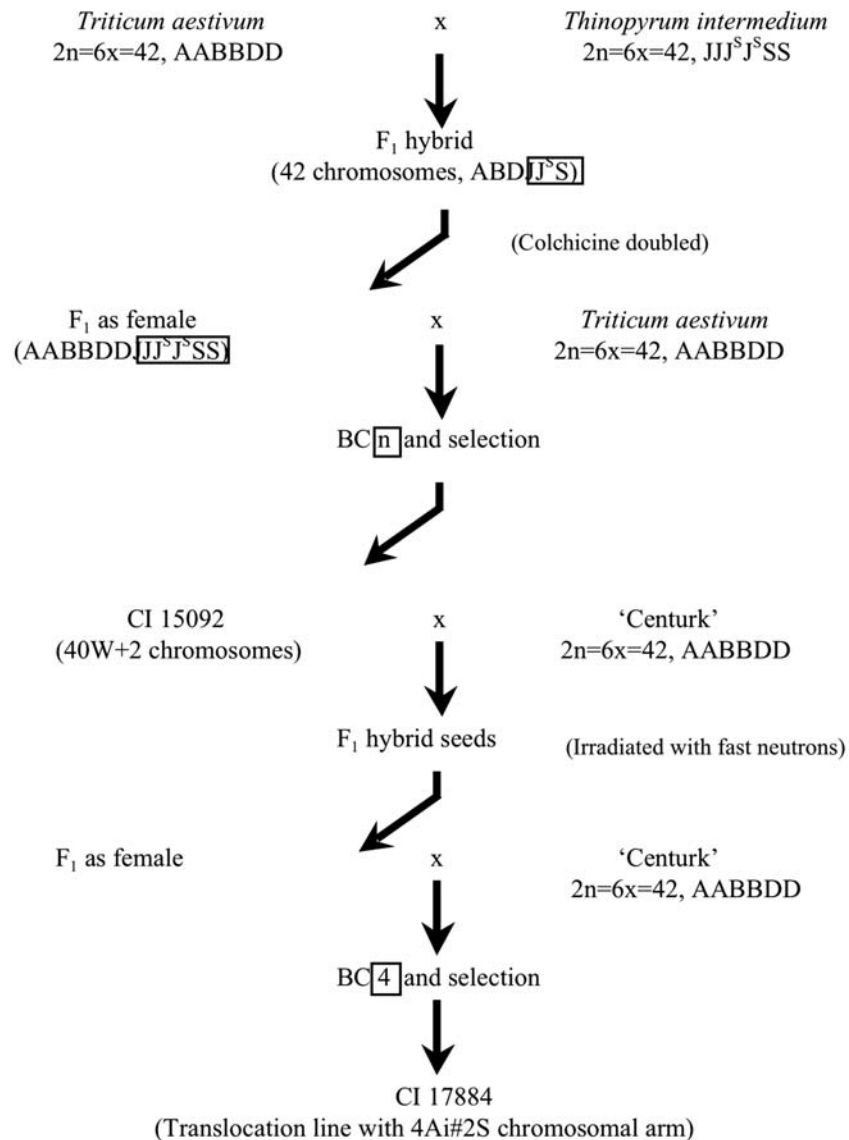 Triticum aestivum x Thinopyrum intermedium
2n=6x=42, AABBDD 2n=6x=42, JJJˢJˢSS
F₁ hybrid
(42 chromosomes, ABDJJˢS)
(Colchicine doubled)
F₁ as female x Triticum aestivum
(AABBDDJJJˢJˢSS) 2n=6x=42, AABBDD
BC n and selection
CI 15092 x ‘Centurk’
(40W+2 chromosomes) 2n=6x=42, AABBDD
F₁ hybrid seeds
(Irradiated with fast neutrons)
F₁ as female x ‘Centurk’
2n=6x=42, AABBDD
BC 4 and selection
CI 17884
(Translocation line with 4Ai#2S chromosomal arm)